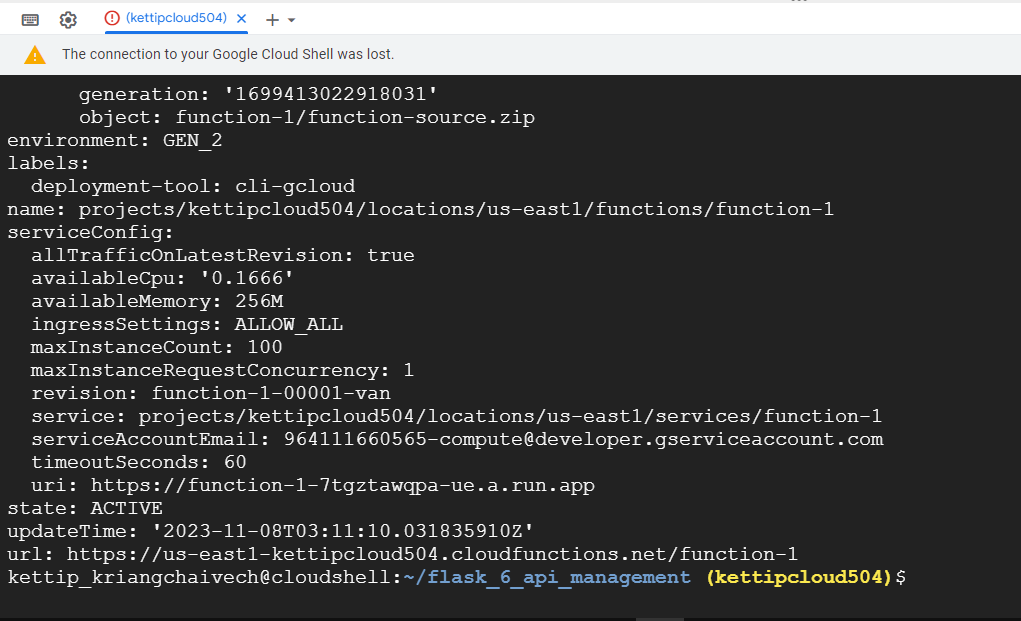 (kettipcloud504)
The connection to your Google Cloud Shell was lost.
generation: '1699413022918031'
object: function-1/function-source.zip
environment: GEN_2
labels:
deployment-tool: cli-gcloud
name: projects/kettipcloud504/locations/us-east1/functions/function-1
serviceConfig:
allTrafficOnLatestRevision: true
availableCpu: '0.1666'
availableMemory: 256M
ingressSettings: ALLOW_ALL
maxInstanceCount: 100
maxInstanceRequestConcurrency: 1
revision: function-1-00001-van
service: projects/kettipcloud504/locations/us-east1/services/function-1
serviceAccountEmail: 964111660565-compute@developer.gserviceaccount.com
timeoutSeconds: 60
uri: https://function-1-7tgztawqpa-ue.a.run.app
state: ACTIVE
updateTime: '2023-11-08T03:11:10.031835910Z'
url: https://us-east1-kettipcloud504.cloudfunctions.net/function-1
kettip_kriangchaivech@cloudshell:~/flask_6_api_management (kettipcloud504)$